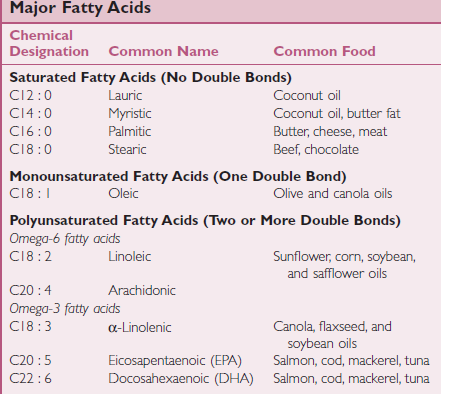 Major Fatty Acids
Chemical
Designation Common Name Common Food
Saturated Fatty Acids (No Double Bonds)
C12 : 0 Lauric Coconut oil
C14 : 0 Myristic Coconut oil, butter fat
C16 : 0 Palmitic Butter, cheese, meat
C18 : 0 Stearic Beef, chocolate
Monounsaturated Fatty Acids (One Double Bond)
C18 : 1 Oleic Olive and canola oils
Polyunsaturated Fatty Acids (Two or More Double Bonds)
Omega-6 fatty acids
C18 : 2 Linoleic Sunflower, corn, soybean,
and safflower oils
C20 : 4 Arachidonic
Omega-3 fatty acids
C18 : 3 α-Linolenic Canola, flaxseed, and
soybean oils
C20 : 5 Eicosapentaenoic (EPA) Salmon, cod, mackerel, tuna
C22 : 6 Docosahexaenoic (DHA) Salmon, cod, mackerel, tuna